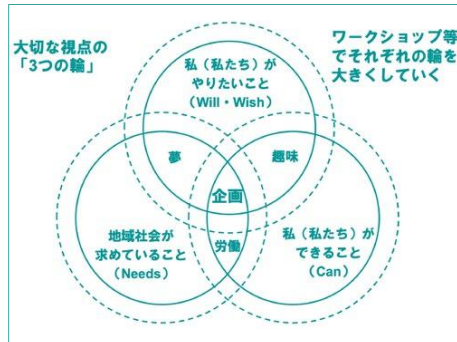 大切な視点の
「3つの輪」
ワークショップ等
でそれぞれの輪を
大きくしていく
私（私たち）が
やりたいこと
（Will・Wish）
夢
趣味
企画
地域社会が
求めていること
（Needs）
労働
私（私たち）が
できること
（Can）